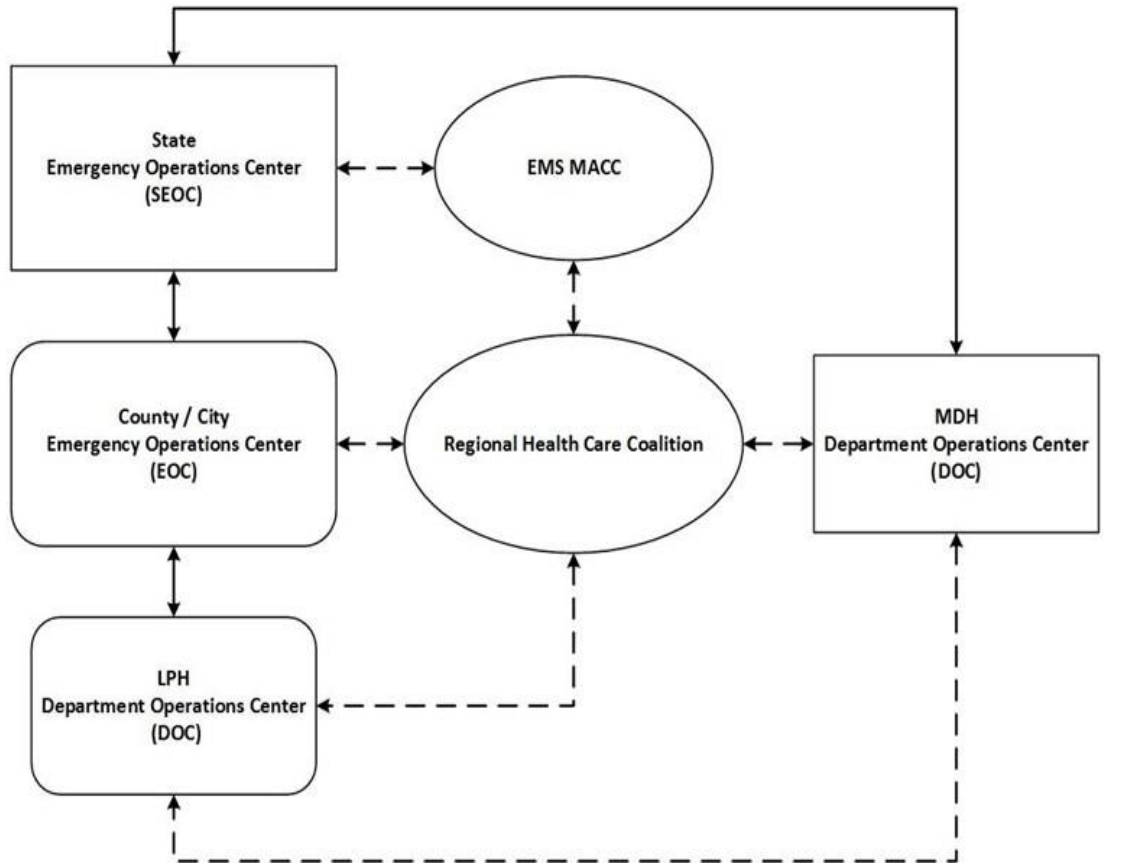 State
Emergency Operations Center
(SEOC)
EMS MACC
County / City
Emergency Operations Center
(EOC)
Regional Health Care Coalition
MDH
Department Operations Center
(DOC)
LPH
Department Operations Center
(DOC)